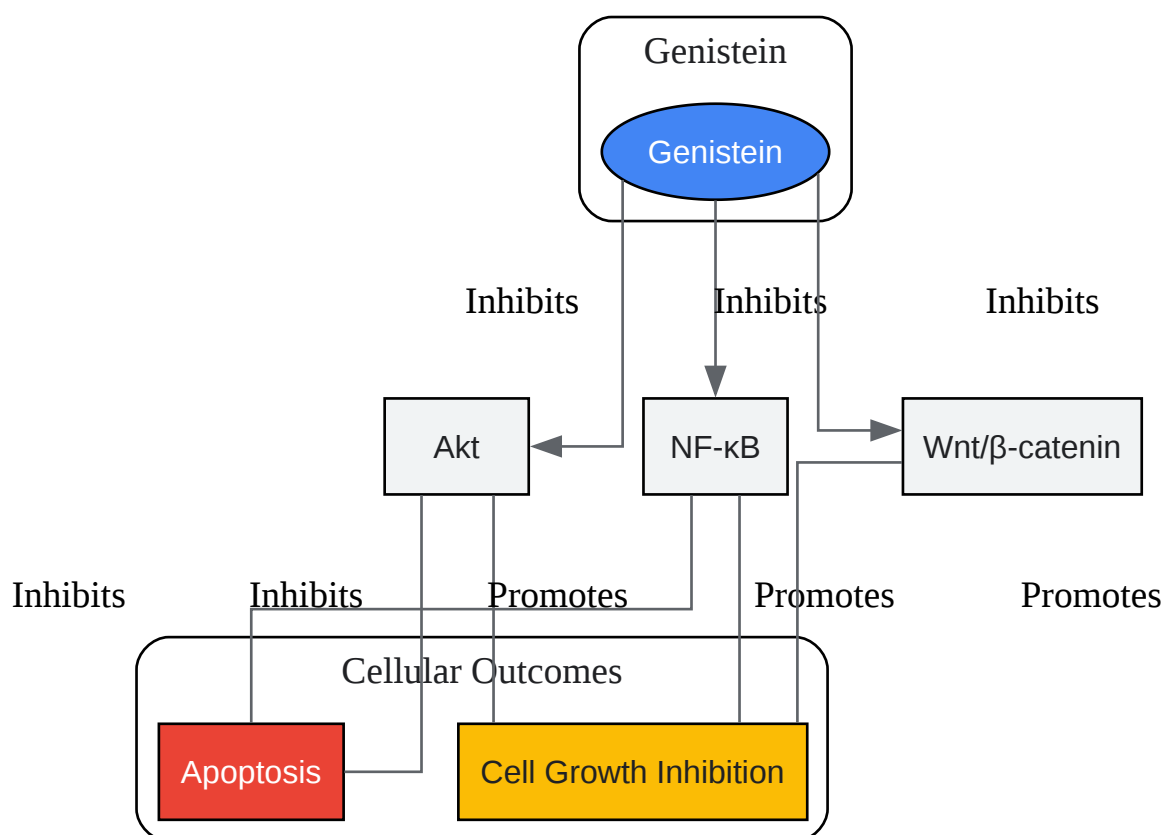 Genistein
Genistein
Inhibits Inhibits Inhibits
Akt NF-κB Wnt/β-catenin
Inhibits Inhibits Promotes Promotes Promotes
Cellular Outcomes
Apoptosis Cell Growth Inhibition